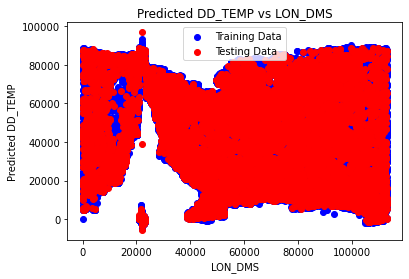 Predicted DD_TEMP vs LON_DMS
Training Data
Testing Data
100000
80000
60000
40000
20000
0
Predicted DD_TEMP
0 20000 40000 60000 80000 100000
LON_DMS